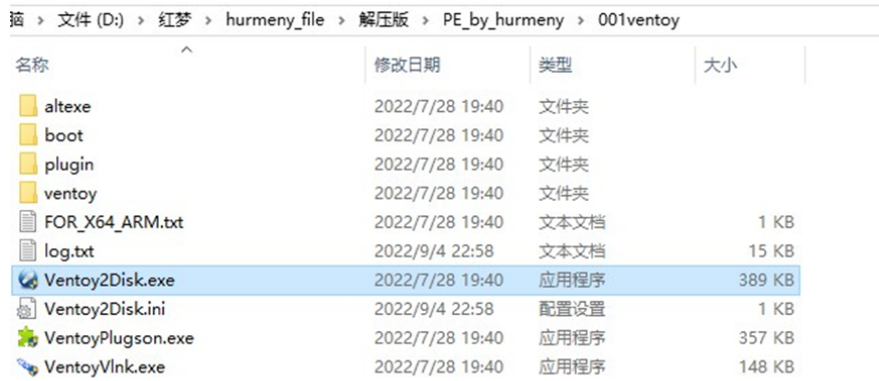 脑 > 文件 (D:) > 红梦 > hurmeny_file > 解压版 > PE_by_hurmeny > 001ventoy
名称 修改日期 类型 大小
altexe 2022/7/28 19:40 文件夹
boot 2022/7/28 19:40 文件夹
plugin 2022/7/28 19:40 文件夹
ventoy 2022/7/28 19:40 文件夹
FOR_X64_ARM.txt 2022/7/28 19:40 文本文档 1 KB
log.txt 2022/9/4 22:58 文本文档 15 KB
Ventoy2Disk.exe 2022/7/28 19:40 应用程序 389 KB
Ventoy2Disk.ini 2022/9/4 22:58 配置设置 1 KB
VentoyPlugson.exe 2022/7/28 19:40 应用程序 357 KB
VentoyVlnk.exe 2022/7/28 19:40 应用程序 148 KB